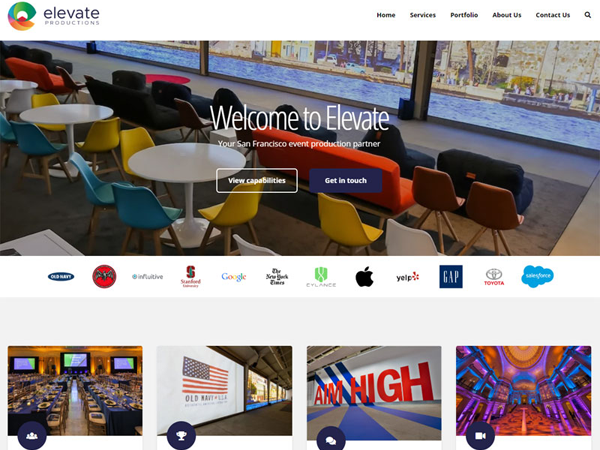 elevate
PRODUCTIONS
Home Services Portfolio About Us Contact Us
Welcome to Elevate
Your San Francisco event production partner
View capabilities Get in touch
OLD NAVY
influitive
Stanford
University
Google
The
New York
Times
CYLANCE
yelp
GAP
TOYOTA
salesforce
OLD NAVY
AIM HIGH